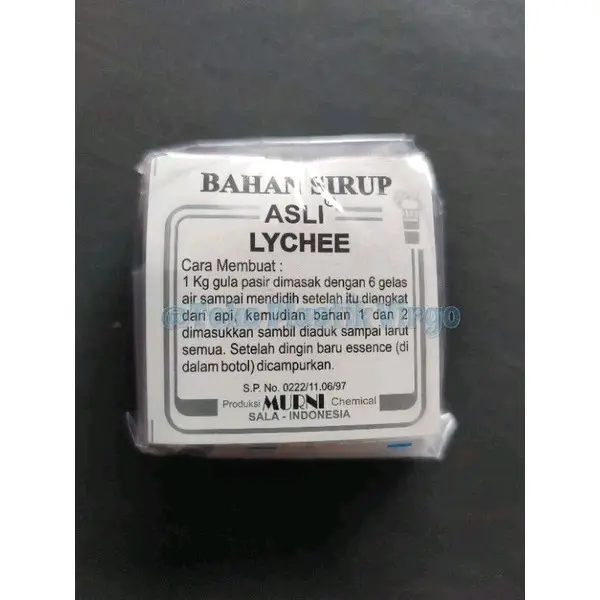 BAHAN SIRUP
ASLI
LYCHEE
Cara Membuat :
1 Kg gula pasir dimasak dengan 6 gelas
air sampai mendidih setelah itu diangkat
dari api, kemudian bahan 1 dan 2
dimasukkan sambil diaduk sampai larut
semua. Setelah dingin baru essence (di
dalam botol) dicampurkan.
S.P. No. 0222/11.06/97
Produksi MURNI Chemical
SALA - INDONESIA